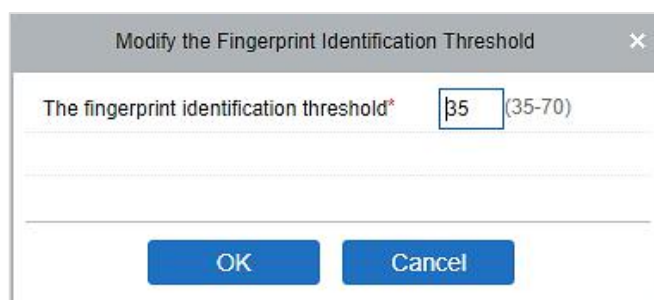 Modify the Fingerprint Identification Threshold ×
The fingerprint identification threshold* 35 (35-70)
OK Cancel